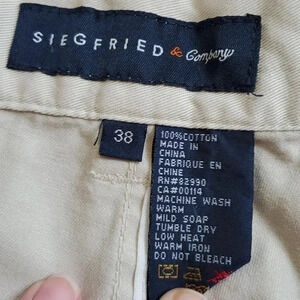 SIEGFRIED & Company
38
100%COTTON
MADE IN
CHINA
FABRIQUE EN
CHINE
RN#82990
CA#00114
MACHINE WASH
WARM
MILD SOAP
TUMBLE DRY
LOW HEAT
WARM IRON
DO NOT BLEACH